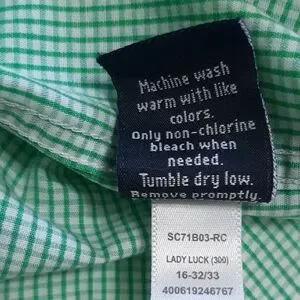 Machine wash
warm with like
colors.
Only non-chlorine
bleach when
needed.
Tumble dry low.
Remove promptly.
SC71B03-RC
LADY LUCK (300)
16-32/33
400619246767